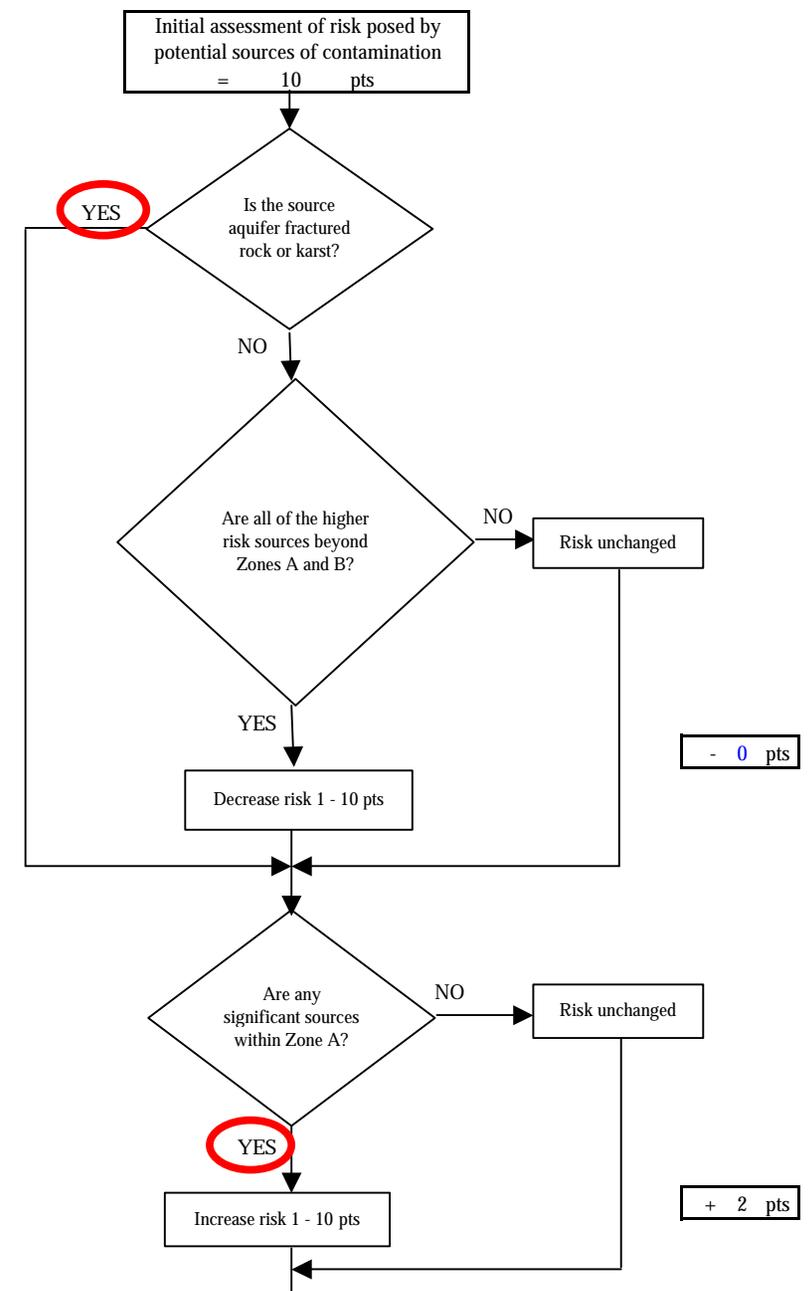 Initial assessment of risk posed by
potential sources of contamination
= 10 pts
YES
Is the source
aquifer fractured
rock or karst?
NO
Are all of the higher
risk sources beyond
Zones A and B?
NO
Risk unchanged
YES
- 0 pts
Decrease risk 1 - 10 pts
Are any
significant sources
within Zone A?
NO
Risk unchanged
YES
+ 2 pts
Increase risk 1 - 10 pts